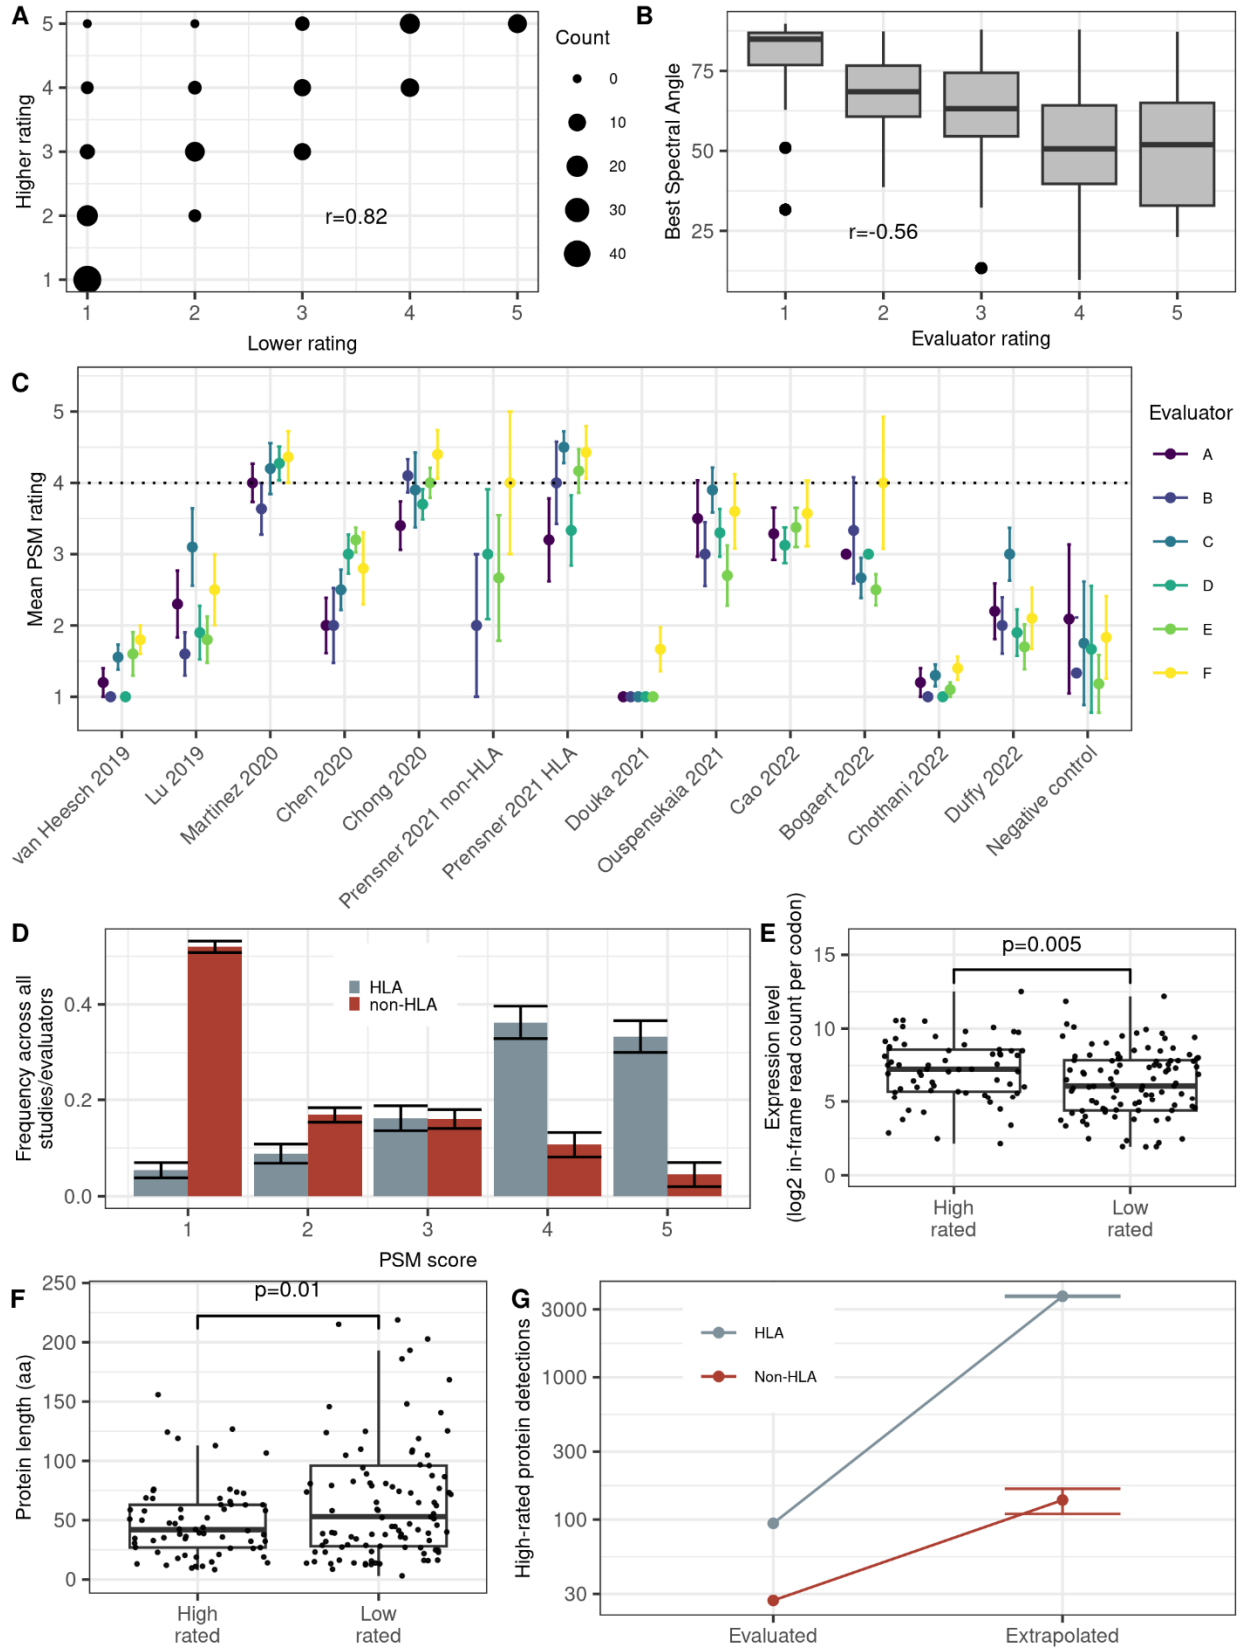 A
Higher rating
5
4
3
2
1
r=0.82
1 2 3 4 5
Lower rating
Count
0
10
20
30
40
B
Best Spectral Angle
75
50
25
r=-0.56
1 2 3 4 5
Evaluator rating
C
Mean PSM rating
5
4
3
2
1
van Heesch 2019
Lu 2019
Martinez 2020
Chen 2020
Chong 2020
Prensner 2021 non-HLA
Prensner 2021 HLA
Douka 2021
Ouspenskaia 2021
Cao 2022
Bogaert 2022
Chothani 2022
Duffy 2022
Negative control
Evaluator
A
B
C
D
E
F
D
Frequency across all
studies/evaluators
0.4
0.2
0.0
HLA
non-HLA
1 2 3 4 5
PSM score
E
Expression level
(log2 in-frame read count per codon)
15
10
5
0
p=0.005
High
rated
Low
rated
F
Protein length (aa)
250
200
150
100
50
0
p=0.01
High
rated
Low
rated
G
High-rated protein detections
3000
1000
300
100
30
HLA
Non-HLA
Evaluated
Extrapolated